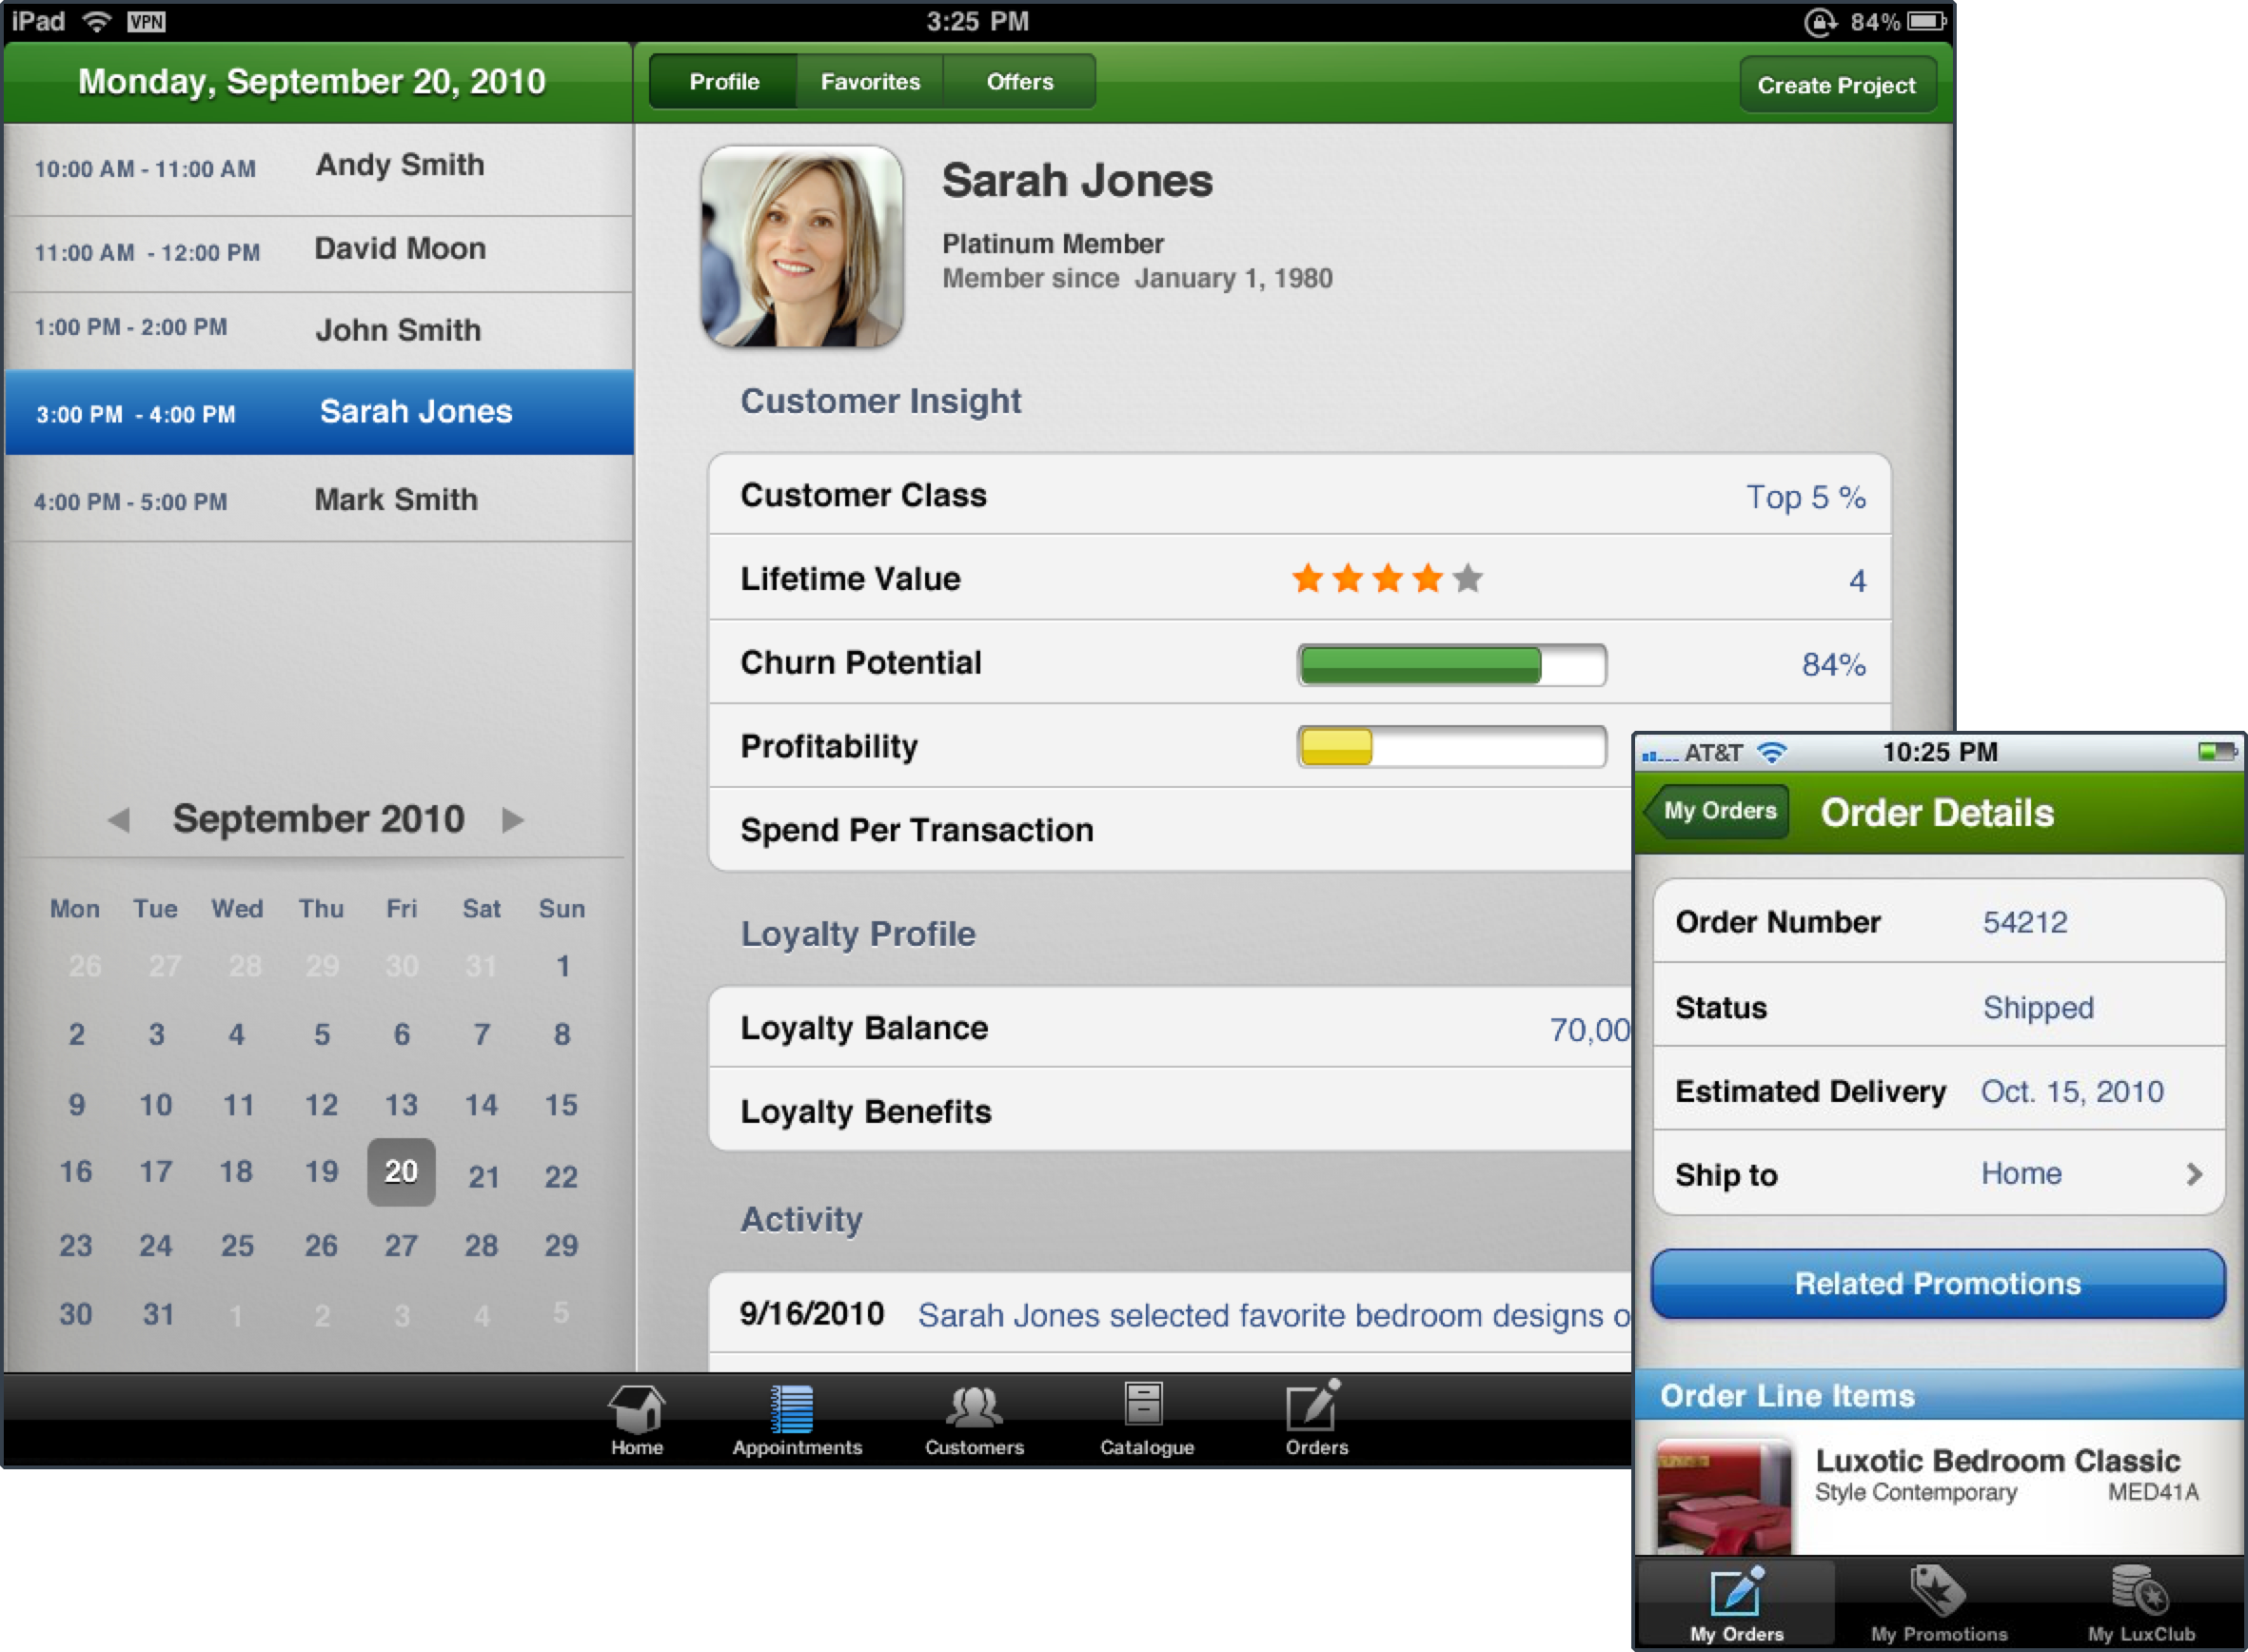 iPad VPN 3:25 PM 84%
Monday, September 20, 2010
Profile Favorites Offers Create Project
10:00 AM - 11:00 AM Andy Smith
11:00 AM - 12:00 PM David Moon
1:00 PM - 2:00 PM John Smith
3:00 PM - 4:00 PM Sarah Jones
4:00 PM - 5:00 PM Mark Smith
September 2010
Mon Tue Wed Thu Fri Sat Sun
26 27 28 29 30 31 1
2 3 4 5 6 7 8
9 10 11 12 13 14 15
16 17 18 19 20 21 22
23 24 25 26 27 28 29
30 31 1 2 3 4 5
Sarah Jones
Platinum Member
Member since January 1, 1980
Customer Insight
Customer Class Top 5 %
Lifetime Value 4
Churn Potential 84%
Profitability
Spend Per Transaction
Loyalty Profile
Loyalty Balance 70,00
Loyalty Benefits
Activity
9/16/2010 Sarah Jones selected favorite bedroom designs o
Home Appointments Customers Catalogue Orders
AT&T 10:25 PM
My Orders Order Details
Order Number 54212
Status Shipped
Estimated Delivery Oct. 15, 2010
Ship to Home
Related Promotions
Order Line Items
Luxotic Bedroom Classic
Style Contemporary MED41A
My Orders My Promotions My LuxClub